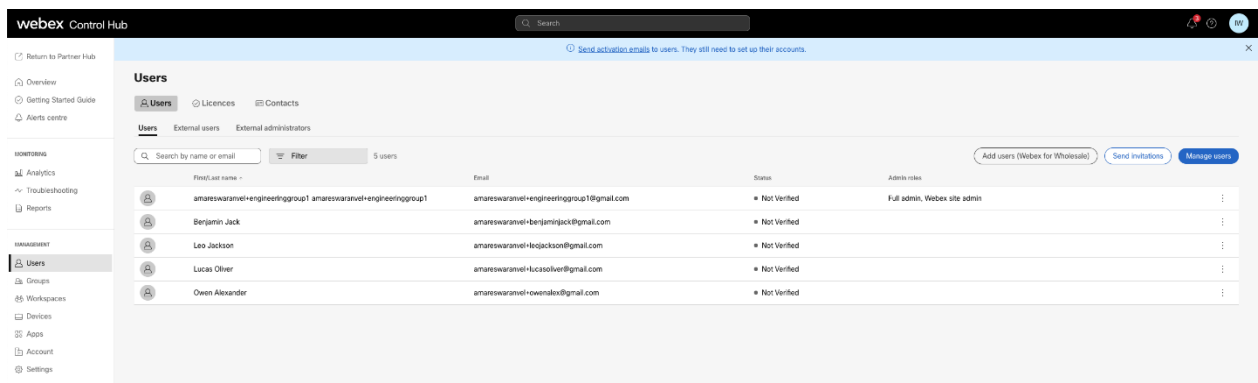 webex Control Hub
Search
3
IW
Return to Partner Hub
Send activation emails to users. They still need to set up their accounts.
Overview
Getting Started Guide
Alerts centre
MONITORING
Analytics
Troubleshooting
Reports
MANAGEMENT
Users
Groups
Workspaces
Devices
Apps
Account
Settings
Users
Users Licences Contacts
Users External users External administrators
Search by name or email Filter 5 users Add users (Webex for Wholesale) Send invitations Manage users
First/Last name Email Status Admin roles
amareswaranvel+engineeringgroup1 amareswaranvel+engineeringgroup1 amareswaranvel+engineeringgroup1@gmail.com Not Verified Full admin, Webex site admin
Benjamin Jack amareswaranvel+benjaminjack@gmail.com Not Verified
Leo Jackson amareswaranvel+leojackson@gmail.com Not Verified
Lucas Oliver amareswaranvel+lucasoliver@gmail.com Not Verified
Owen Alexander amareswaranvel+owenalex@gmail.com Not Verified